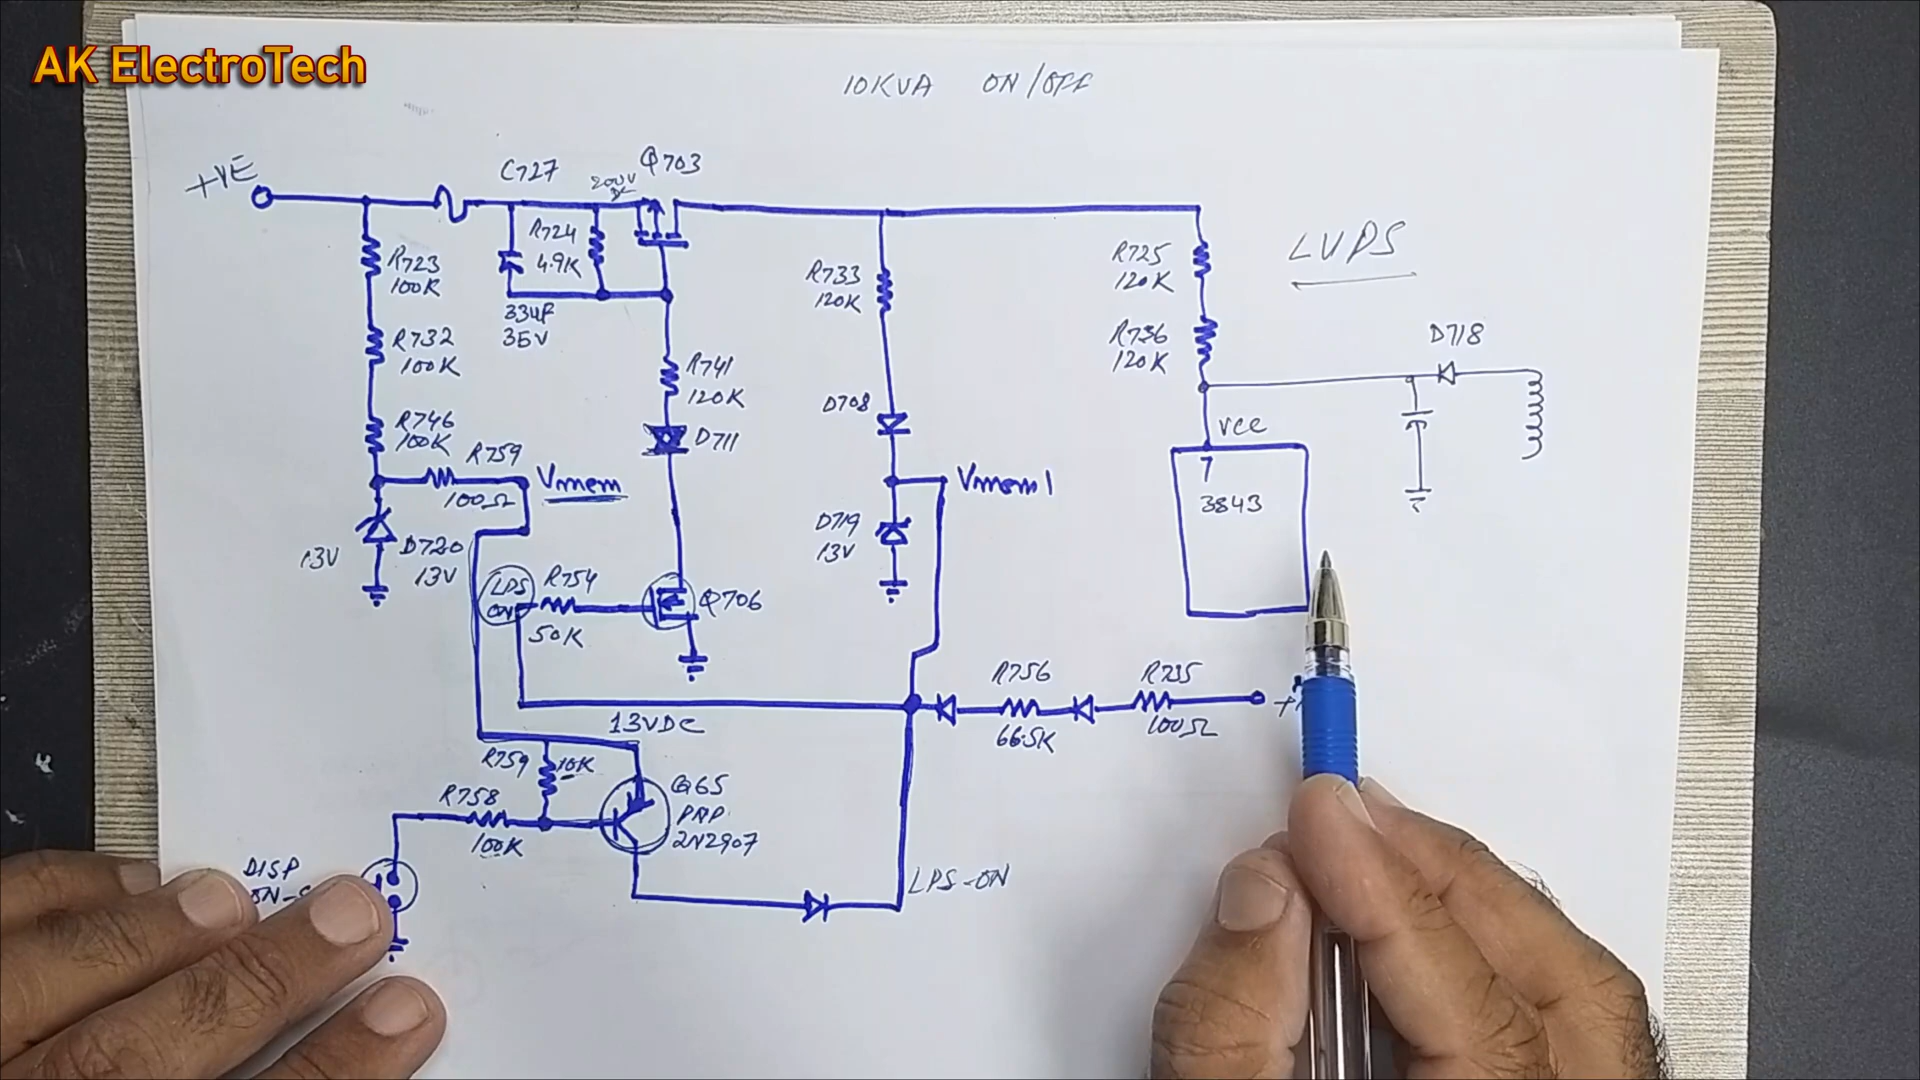 AK ElectroTech
10KVA ON/OFF
+VE
C727
200V
DC
Q703
R724
4.9K
33uF
35V
R723
100K
R732
100K
R746
100K
R759
100Ω
Vmem
13V
D720
13V
LPS
R754
50K
R741
120K
D711
Q706
R733
120K
D708
Vmem1
D719
13V
R725
120K
R736
120K
LVPS
D718
vcc
7
3843
R756
66.5K
R735
100Ω
13VDC
R759
10K
R758
100K
Q65
PNP
2N2907
DISP
LPS-ON